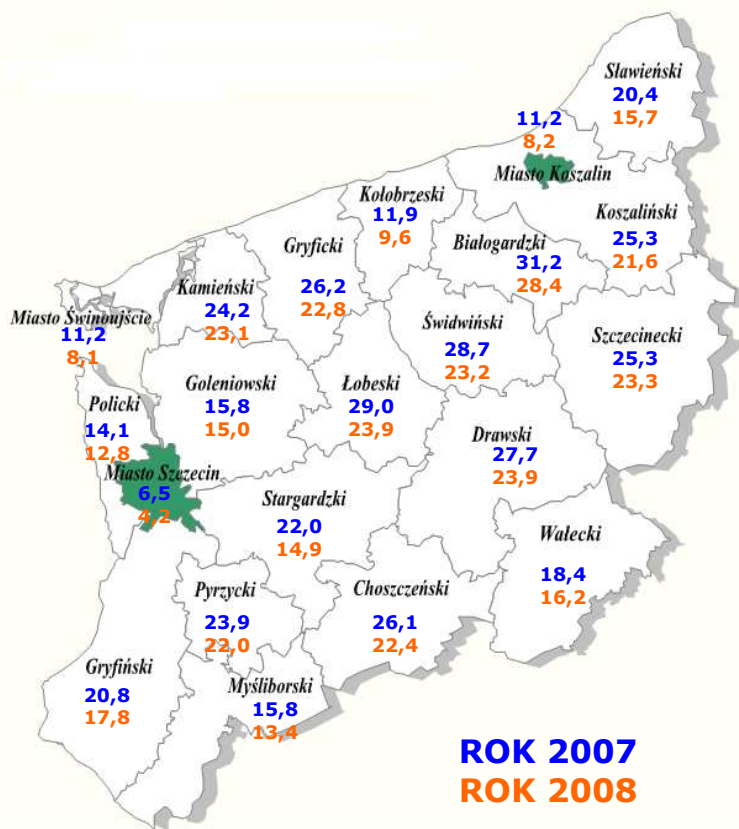 Sławieński
20,4
15,7
11,2
8,2
Miasto Koszalin
Kołobrzeski
11,9
9,6
Koszaliński
25,3
21,6
Białogardzki
31,2
28,4
Gryficki
26,2
22,8
Kamieński
24,2
23,1
Miasto Świnoujście
11,2
8,1
Świdwiński
28,7
23,2
Szczecinecki
25,3
23,3
Goleniowski
15,8
15,0
Łobeski
29,0
23,9
Policki
14,1
12,8
Drawski
27,7
23,9
Miasto Szczecin
6,5
4,2
Stargardzki
22,0
14,9
Wałecki
18,4
16,2
Pyrzycki
23,9
22,0
Choszczeński
26,1
22,4
Gryfiński
20,8
17,8
Myśliborski
15,8
13,4
ROK 2007
ROK 2008